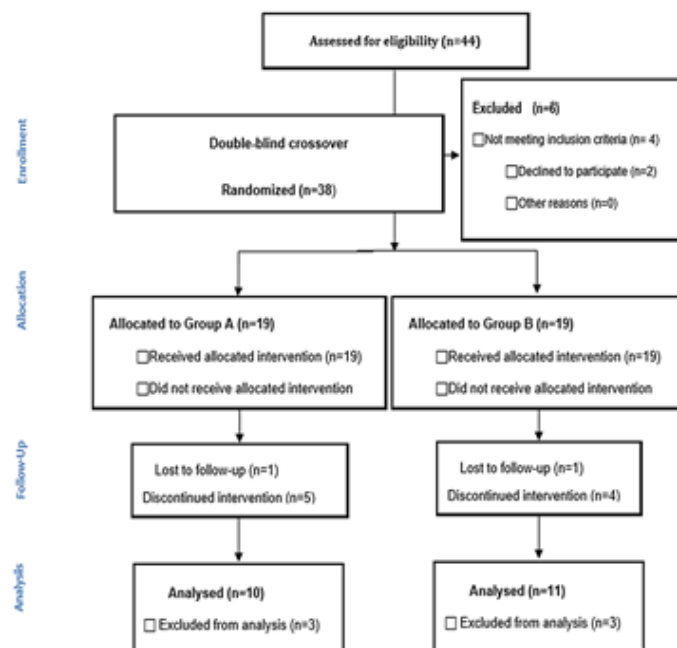 Assessed for eligibility (n=44)
Enrollment
Double-blind crossover
Randomized (n=38)
Excluded (n=6)
☐Not meeting inclusion criteria (n= 4)
☐Declined to participate (n=2)
☐Other reasons (n=0)
Allocation
Allocated to Group A (n=19)
☐Received allocated intervention (n=19)
☐Did not receive allocated intervention
Allocated to Group B (n=19)
☐Received allocated intervention (n=19)
☐Did not receive allocated intervention
Follow-Up
Lost to follow-up (n=1)
Discontinued intervention (n=5)
Lost to follow-up (n=1)
Discontinued intervention (n=4)
Analysis
Analysed (n=10)
☐ Excluded from analysis (n=3)
Analysed (n=11)
☐ Excluded from analysis (n=3)